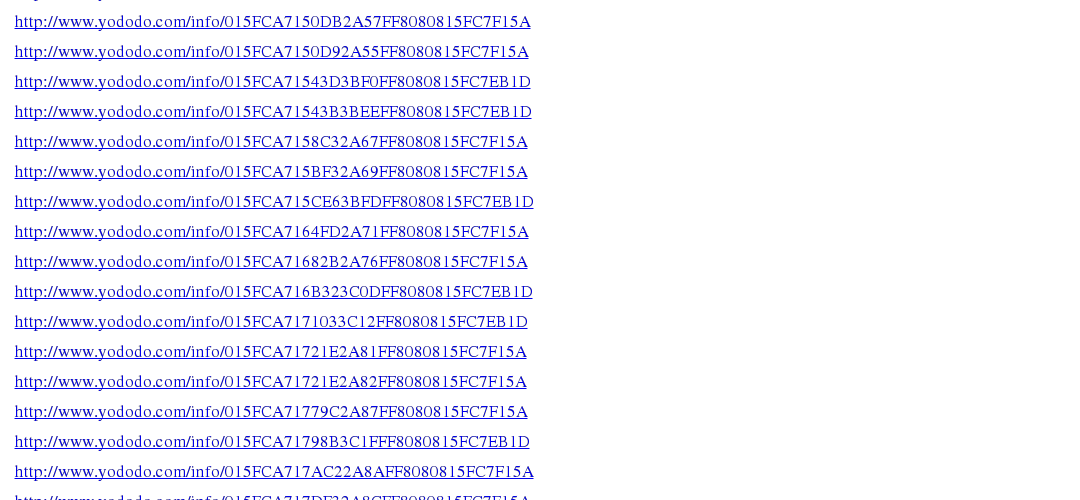 http://www.yododo.com/info/015FCA7150DB2A57FF8080815FC7F15A
http://www.yododo.com/info/015FCA7150D92A55FF8080815FC7F15A
http://www.yododo.com/info/015FCA71543D3BF0FF8080815FC7EB1D
http://www.yododo.com/info/015FCA71543B3BEEFF8080815FC7EB1D
http://www.yododo.com/info/015FCA7158C32A67FF8080815FC7F15A
http://www.yododo.com/info/015FCA715BF32A69FF8080815FC7F15A
http://www.yododo.com/info/015FCA715CE63BFDFF8080815FC7EB1D
http://www.yododo.com/info/015FCA7164FD2A71FF8080815FC7F15A
http://www.yododo.com/info/015FCA71682B2A76FF8080815FC7F15A
http://www.yododo.com/info/015FCA716B323C0DFF8080815FC7EB1D
http://www.yododo.com/info/015FCA7171033C12FF8080815FC7EB1D
http://www.yododo.com/info/015FCA71721E2A81FF8080815FC7F15A
http://www.yododo.com/info/015FCA71721E2A82FF8080815FC7F15A
http://www.yododo.com/info/015FCA71779C2A87FF8080815FC7F15A
http://www.yododo.com/info/015FCA71798B3C1FFF8080815FC7EB1D
http://www.yododo.com/info/015FCA717AC22A8AFF8080815FC7F15A